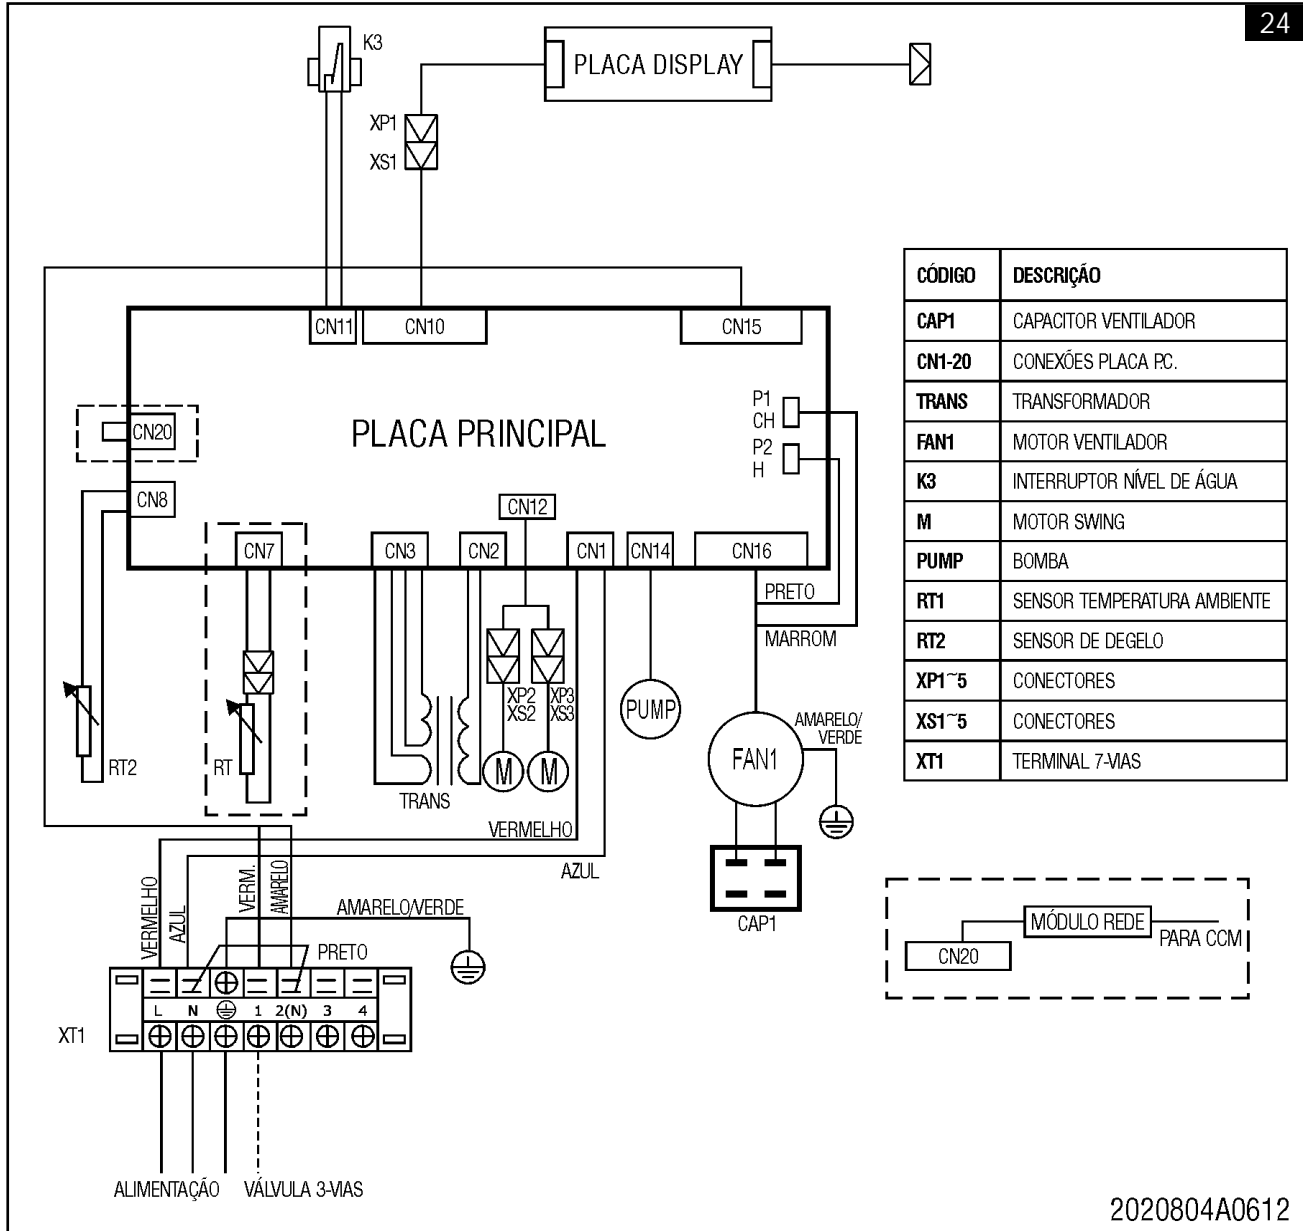 24
K3
PLACA DISPLAY
XP1
XS1
CN11
CN10
CN15
CN20
PLACA PRINCIPAL
P1
CH
P2
H
CN8
CN12
CN7
CN3
CN2
CN1
CN14
CN16
PRETO
MARROM
XP2
XS2
XP3
XS3
PUMP
AMARELO/
VERDE
FAN1
RT2
RT
TRANS
M
M
VERMELHO
AZUL
CAP1
VERMELHO
AZUL
VERM.
AMARELO
AMARELO/VERDE
PRETO
L N 1 2(N) 3 4
XT1
ALIMENTAÇÃO
VÁLVULA 3-VIAS
CÓDIGO DESCRIÇÃO
CAP1 CAPACITOR VENTILADOR
CN1-20 CONEXÕES PLACA P.C.
TRANS TRANSFORMADOR
FAN1 MOTOR VENTILADOR
K3 INTERRUPTOR NÍVEL DE ÁGUA
M MOTOR SWING
PUMP BOMBA
RT1 SENSOR TEMPERATURA AMBIENTE
RT2 SENSOR DE DEGELO
XP1~5 CONECTORES
XS1~5 CONECTORES
XT1 TERMINAL 7-VIAS
MÓDULO REDE
PARA CCM
CN20
2020804A0612